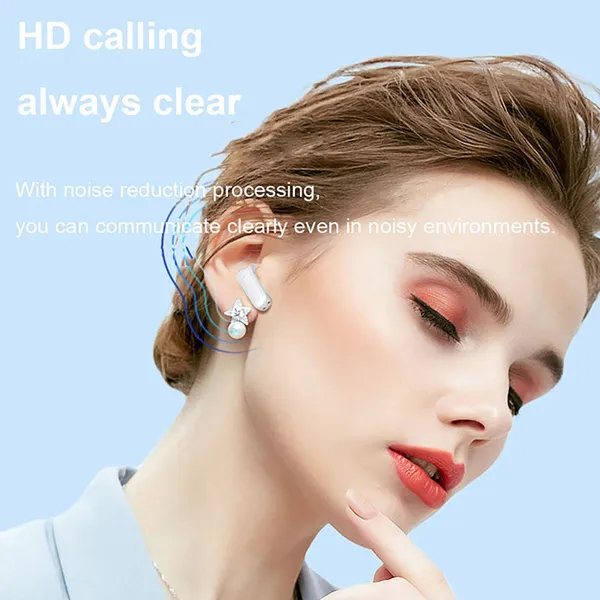 HD calling
always clear
With noise reduction processing,
you can communicate clearly even in noisy environments.